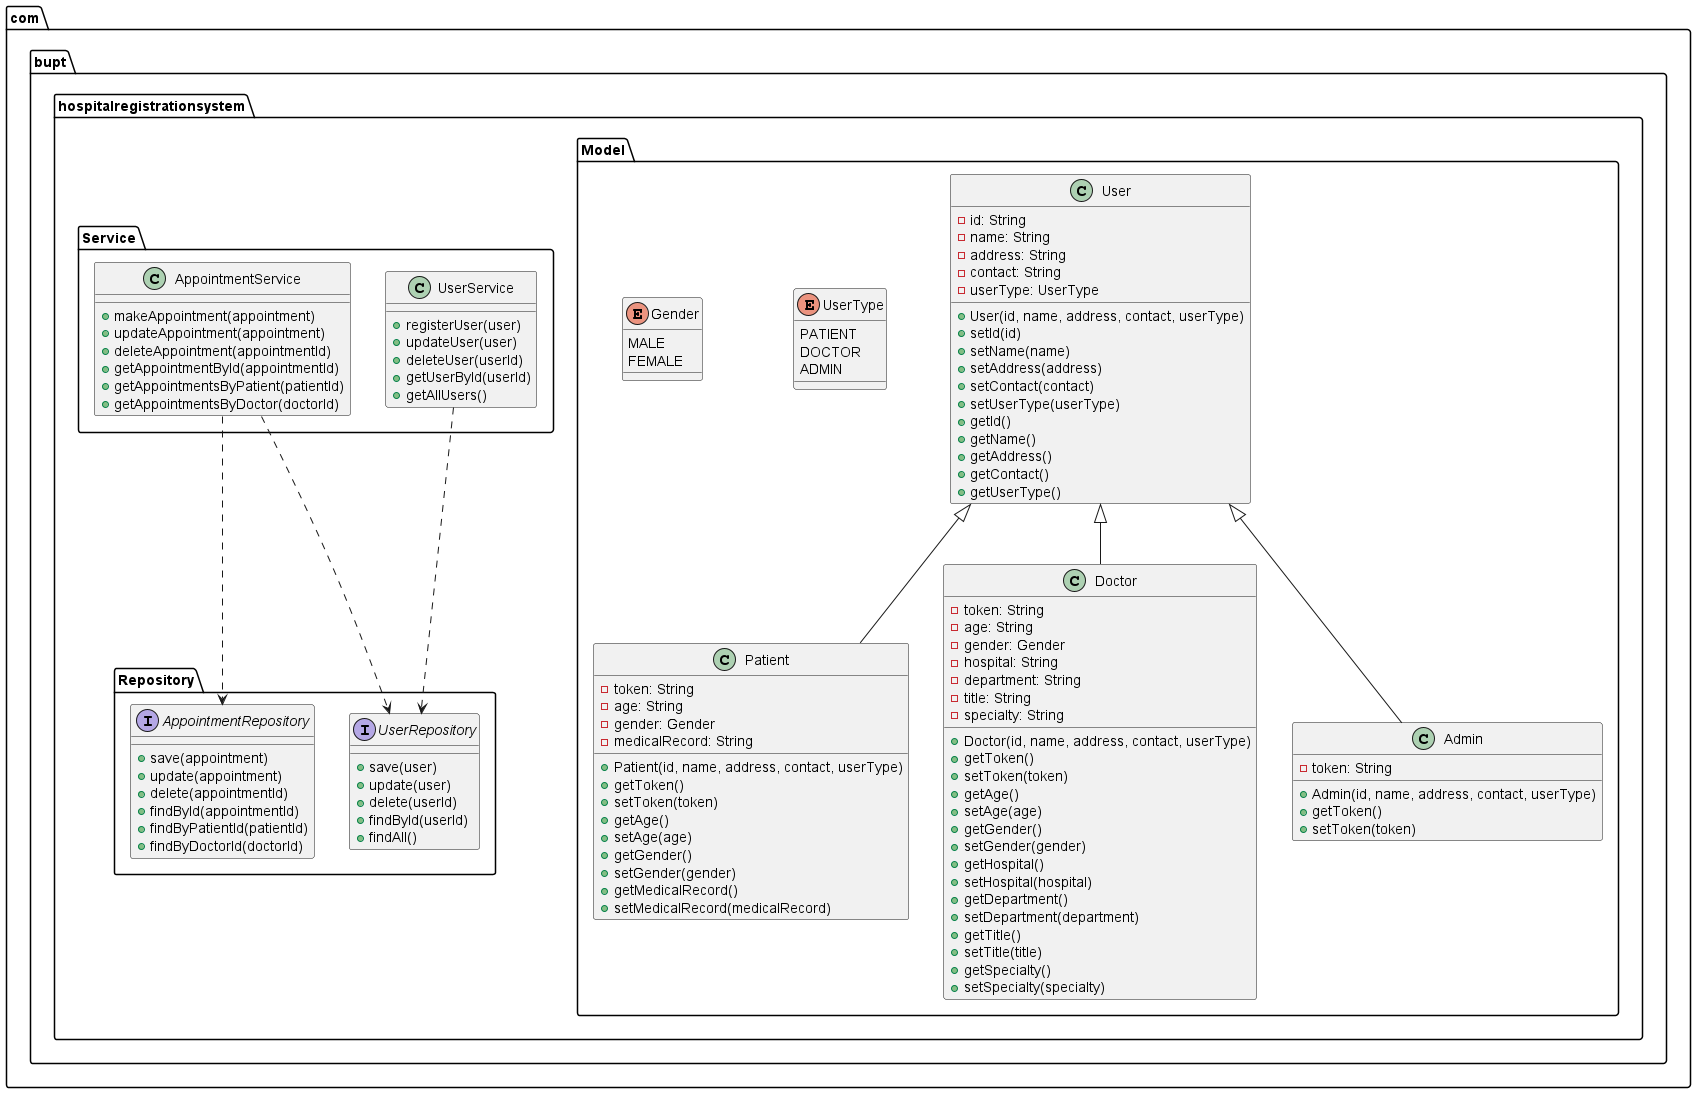 com
bupt
hospitalregistrationsystem
Service
AppointmentService
makeAppointment(appointment)
updateAppointment(appointment)
deleteAppointment(appointmentId)
getAppointmentById(appointmentId)
getAppointmentsByPatient(patientId)
getAppointmentsByDoctor(doctorId)
UserService
registerUser(user)
updateUser(user)
deleteUser(userId)
getUserById(userId)
getAllUsers()
Repository
AppointmentRepository
save(appointment)
update(appointment)
delete(appointmentId)
findById(appointmentId)
findByPatientId(patientId)
findByDoctorId(doctorId)
UserRepository
save(user)
update(user)
delete(userId)
findById(userId)
findAll()
Model
Gender
MALE
FEMALE
UserType
PATIENT
DOCTOR
ADMIN
User
id: String
name: String
address: String
contact: String
userType: UserType
User(id, name, address, contact, userType)
setId(id)
setName(name)
setAddress(address)
setContact(contact)
setUserType(userType)
getId()
getName()
getAddress()
getContact()
getUserType()
Patient
token: String
age: String
gender: Gender
medicalRecord: String
Patient(id, name, address, contact, userType)
getToken()
setToken(token)
getAge()
setAge(age)
getGender()
setGender(gender)
getMedicalRecord()
setMedicalRecord(medicalRecord)
Doctor
token: String
age: String
gender: Gender
hospital: String
department: String
title: String
specialty: String
Doctor(id, name, address, contact, userType)
getToken()
setToken(token)
getAge()
setAge(age)
getGender()
setGender(gender)
getHospital()
setHospital(hospital)
getDepartment()
setDepartment(department)
getTitle()
setTitle(title)
getSpecialty()
setSpecialty(specialty)
Admin
token: String
Admin(id, name, address, contact, userType)
getToken()
setToken(token)